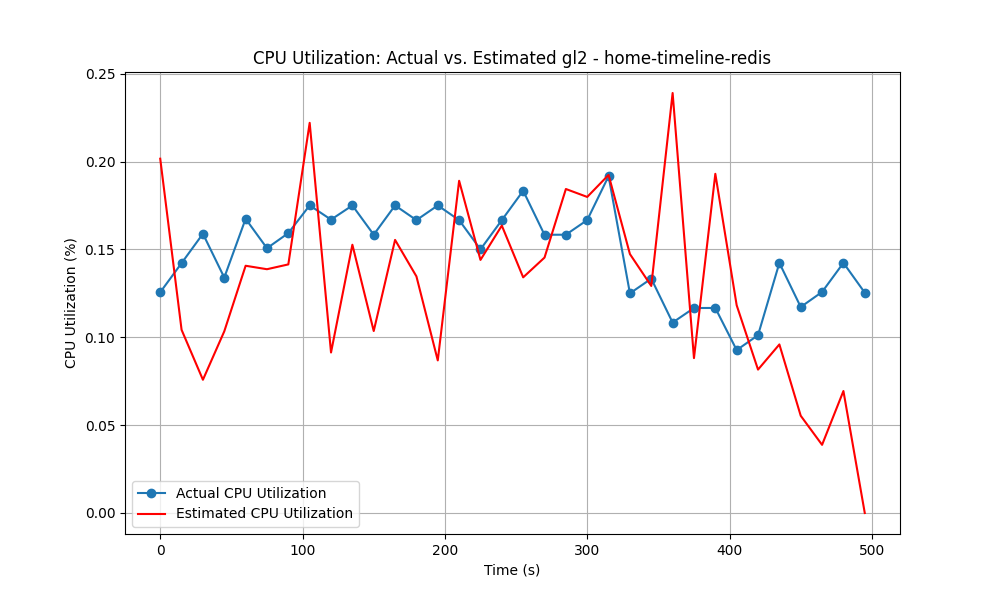 CPU Utilization: Actual vs. Estimated gl2 - home-timeline-redis
CPU Utilization (%)
0.25
0.20
0.15
0.10
0.05
0.00
Actual CPU Utilization
Estimated CPU Utilization
0 100 200 300 400 500
Time (s)